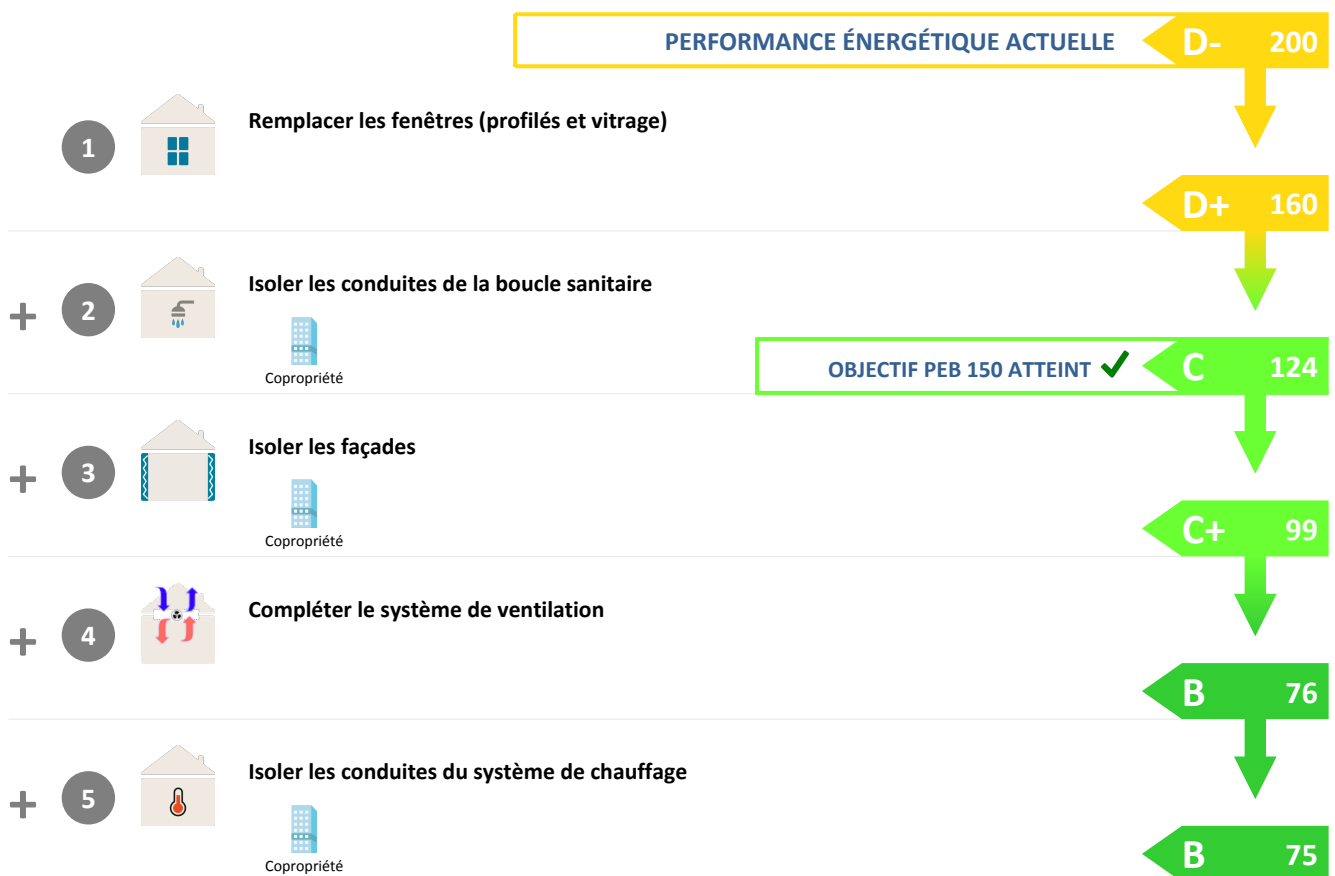 PERFORMANCE ÉNERGÉTIQUE ACTUELLE D- 200
1 Remplacer les fenêtres (profilés et vitrage)
D+ 160
+ 2 Isoler les conduites de la boucle sanitaire
Copropriété
OBJECTIF PEB 150 ATTEINT ✓ C 124
+ 3 Isoler les façades
Copropriété
C+ 99
+ 4 Compléter le système de ventilation
B 76
+ 5 Isoler les conduites du système de chauffage
Copropriété
B 75